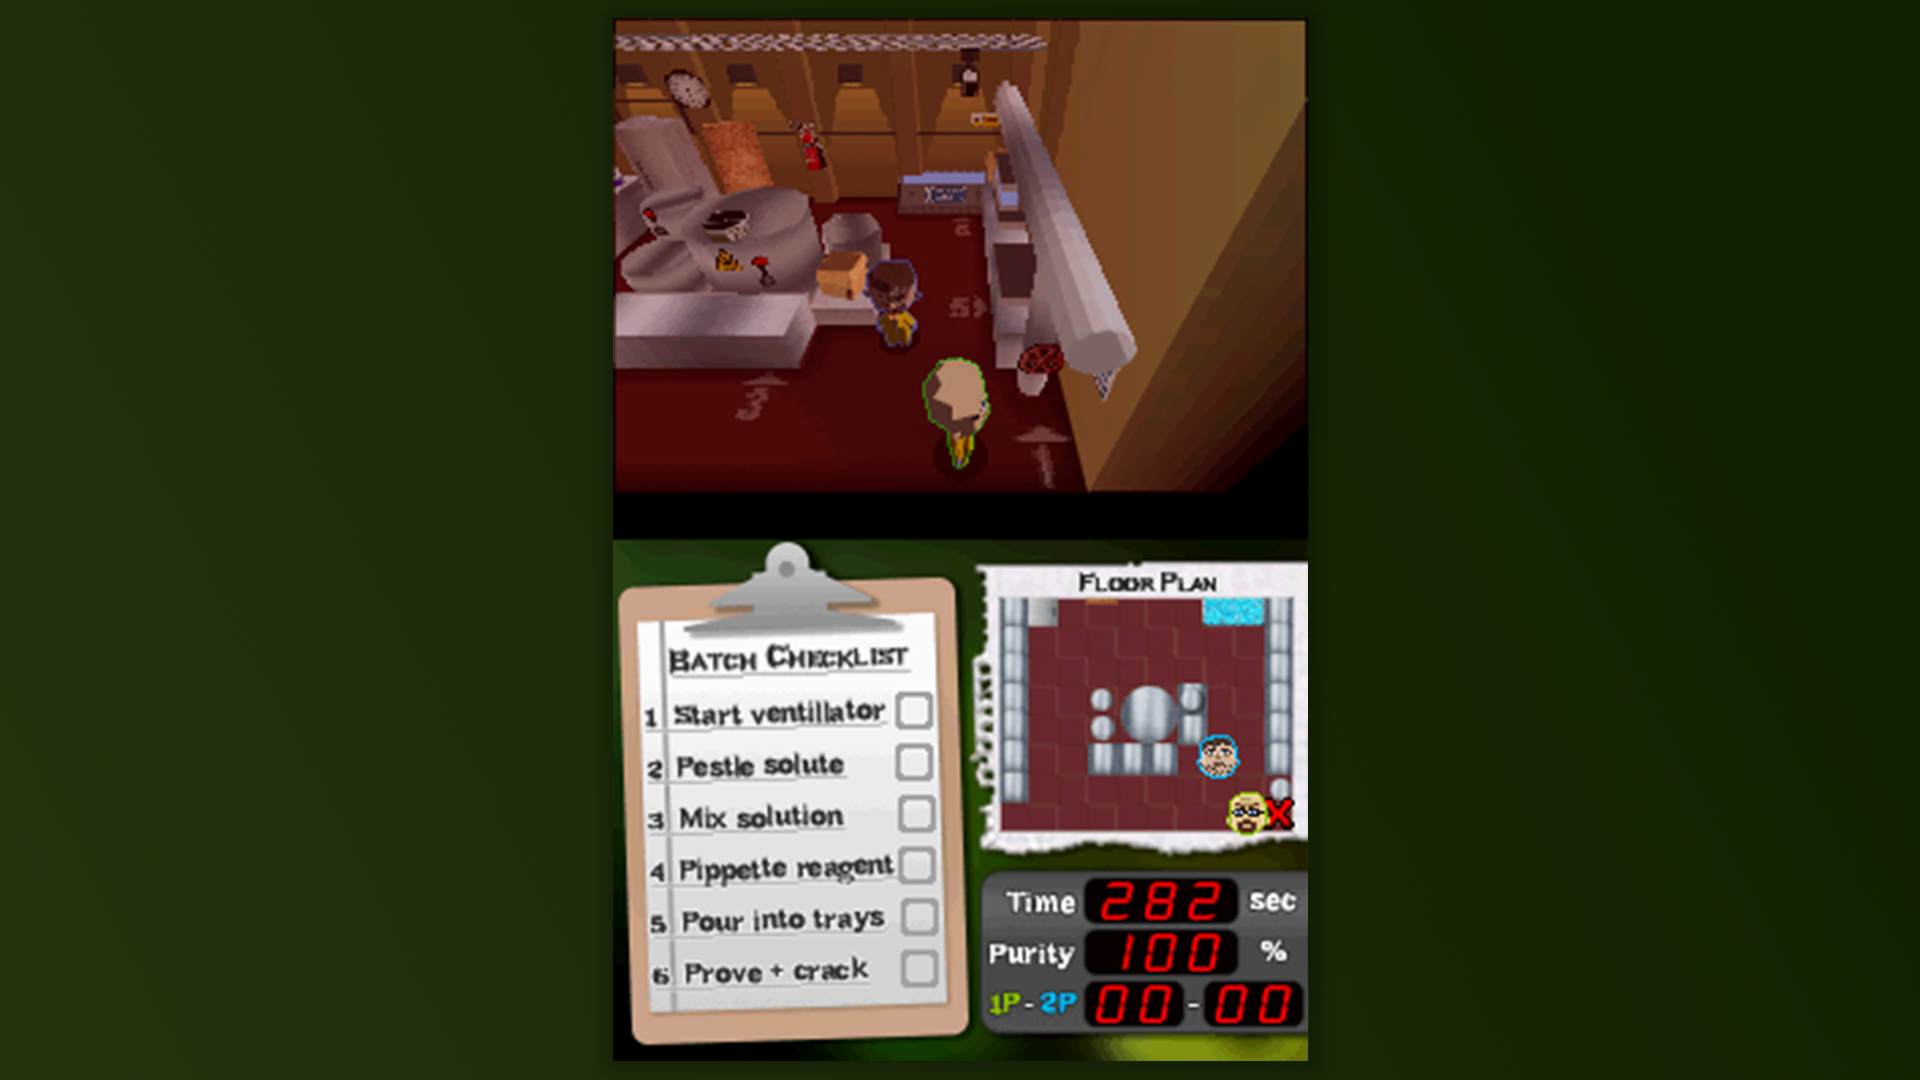 BATCH CHECKLIST
1 Start ventillator
2 Pestle solute
3 Mix solution
4 Pippette reagent
5 Pour into trays
6 Prove + crack
FLOOR PLAN
X
Time 282 sec
Purity 100 %
1P - 2P 00 - 00